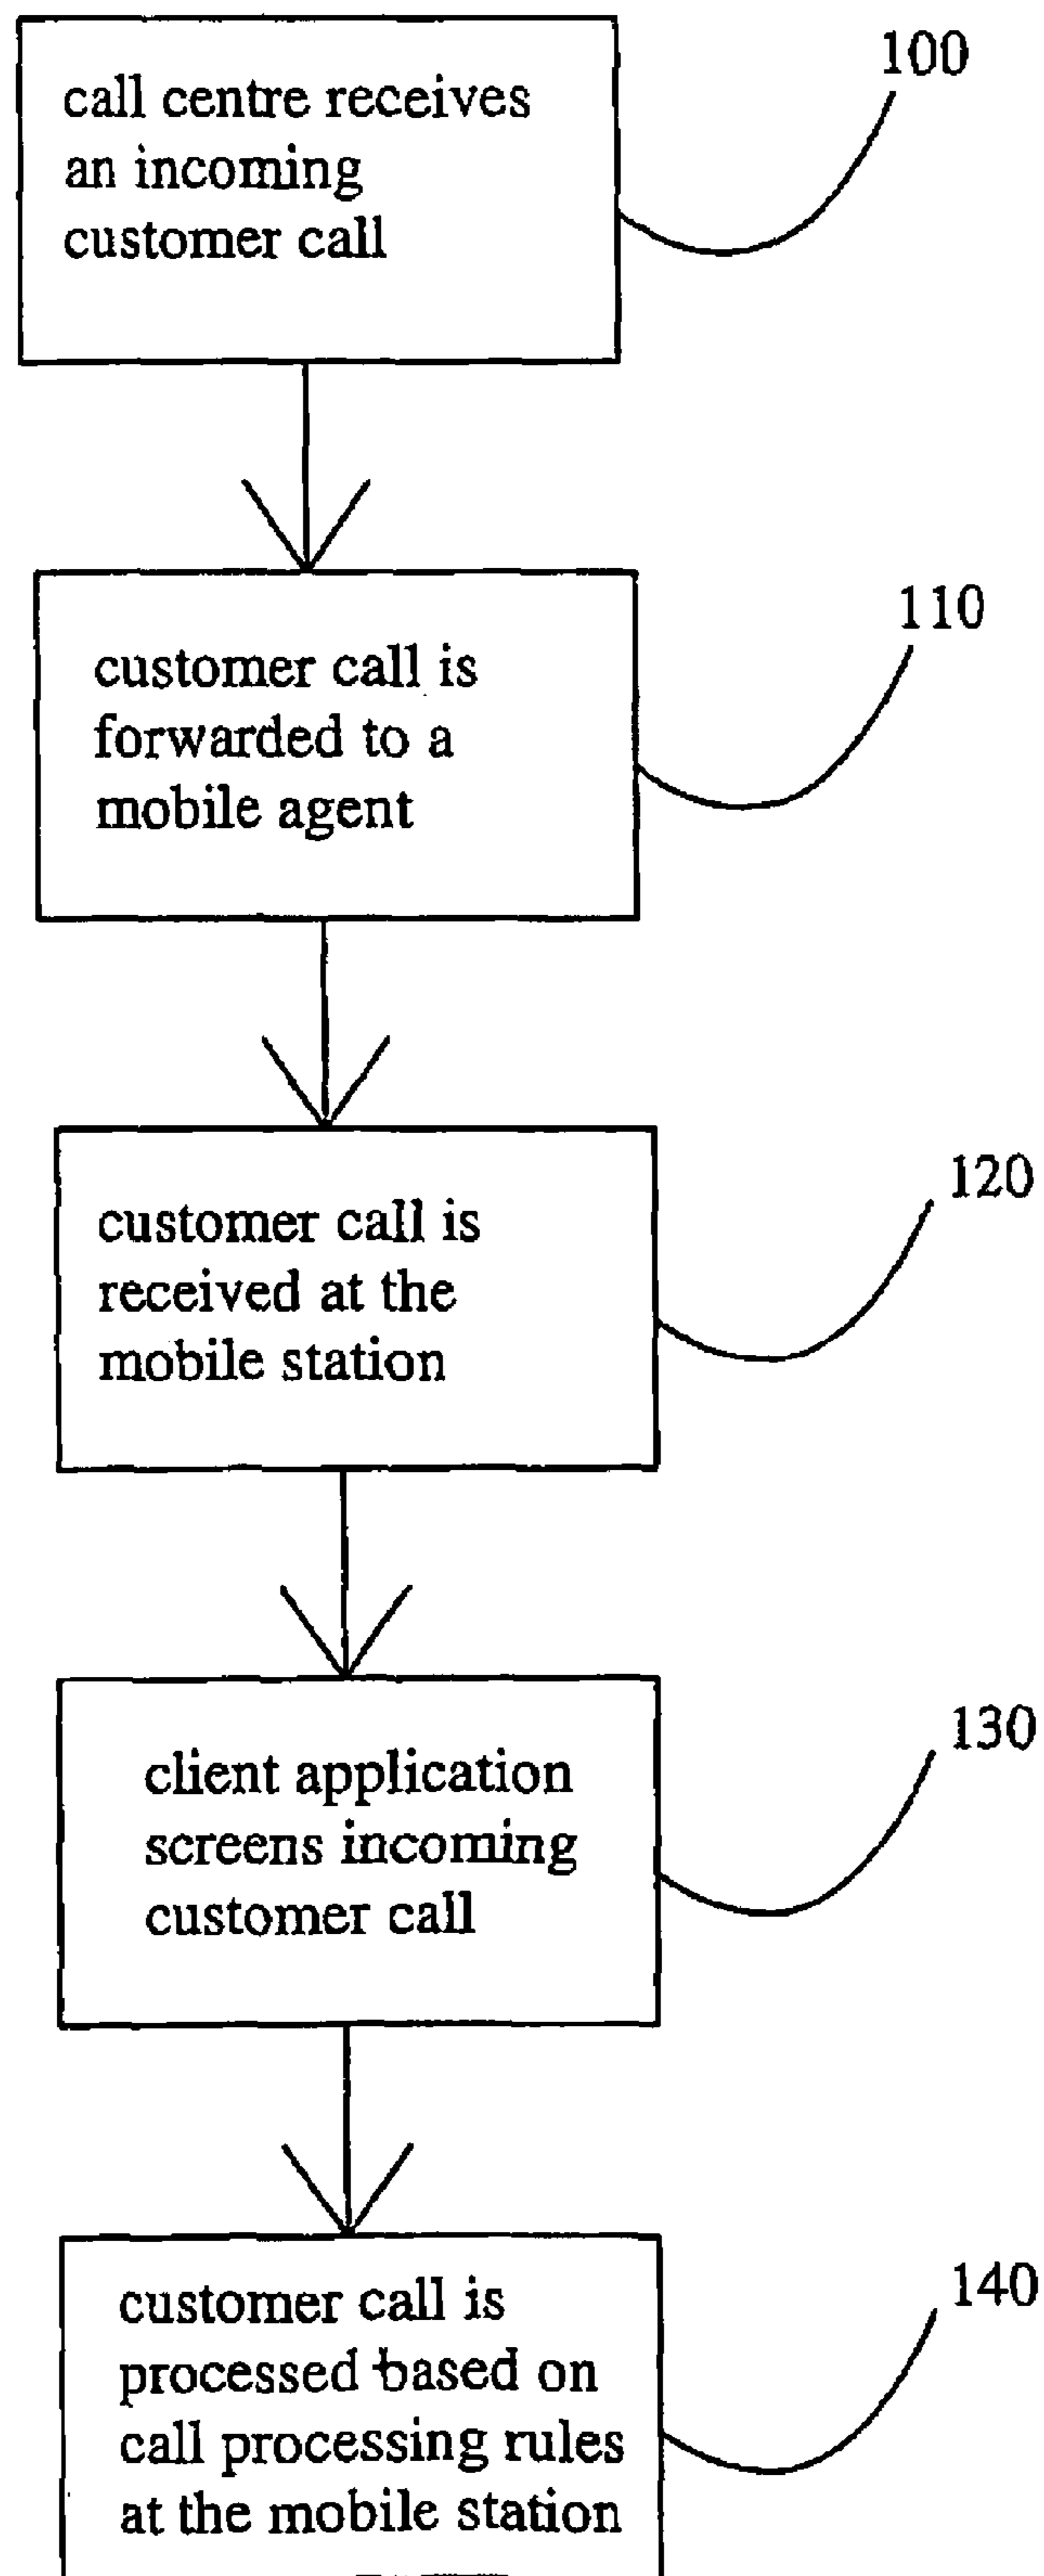 call centre receives
an incoming
customer call
100
customer call is
forwarded to a
mobile agent
110
customer call is
received at the
mobile station
120
client application
screens incoming
customer call
130
customer call is
processed based on
call processing rules
at the mobile station
140